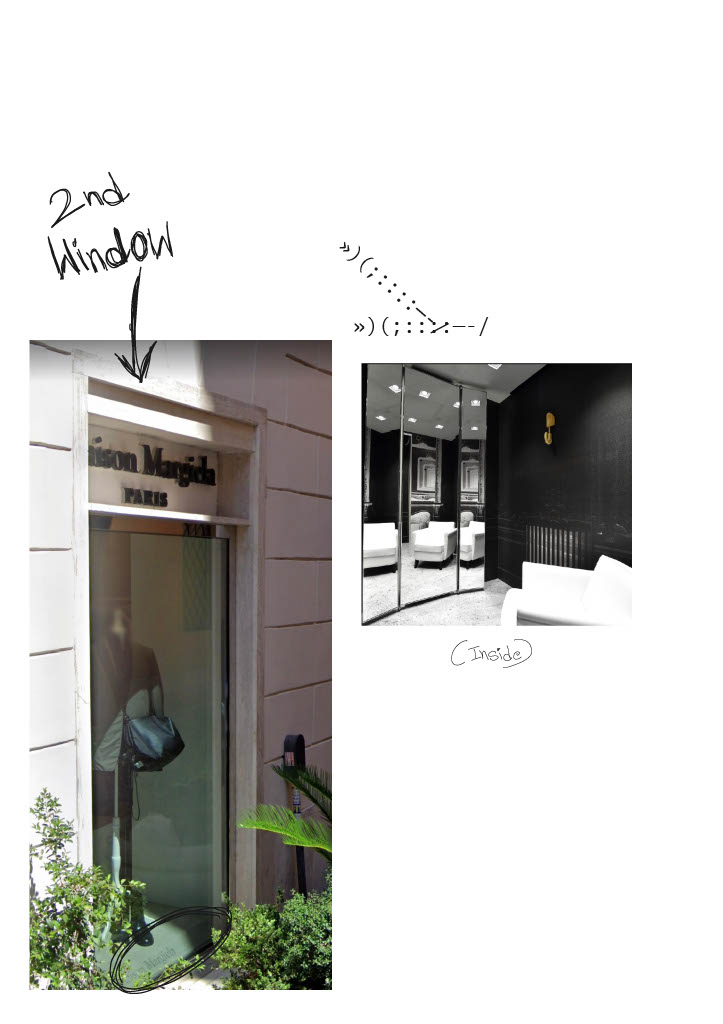 2nd
Window
»)(;::::—
»)(;:::::—-/
aison Margiela
PARIS
(Inside)